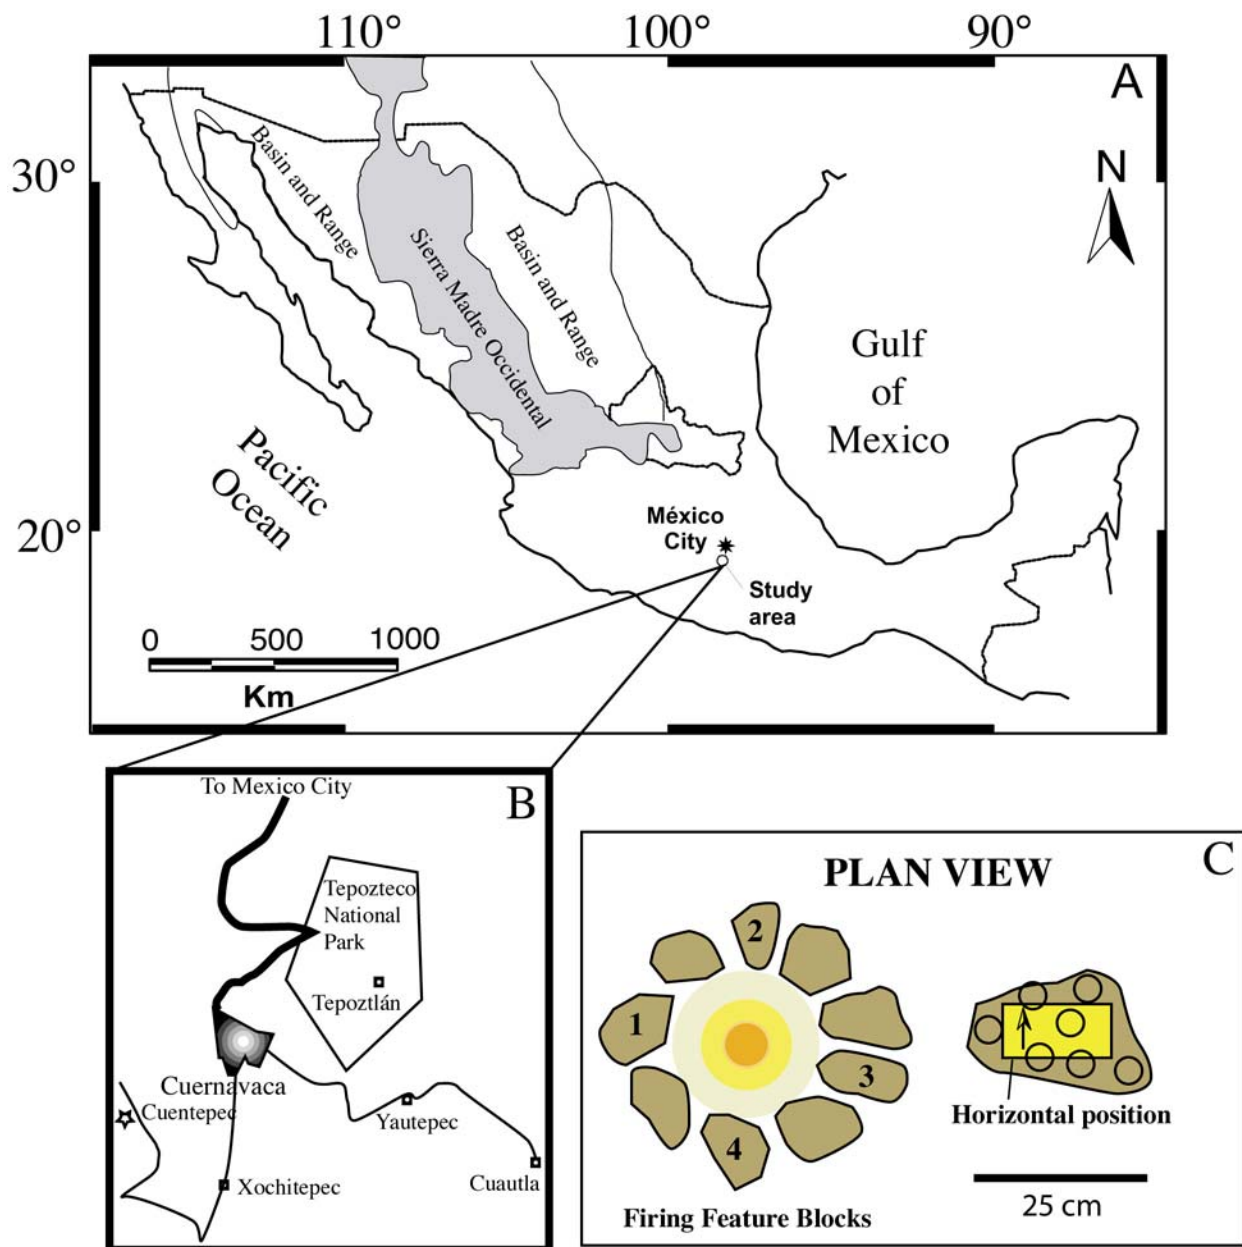 110°
100°
90°
A
30°
N
Basin and Range
Sierra Madre Occidental
Basin and Range
Gulf
of
Mexico
Pacific
Ocean
20°
México
City
Study
area
0
500
1000
Km
To Mexico City
B
Tepozteco
National
Park
Tepoztlán
Cuernavaca
Cuentepec
Yautepec
Xochitepec
Cuautla
C
PLAN VIEW
2
1
3
4
Horizontal position
25 cm
Firing Feature Blocks